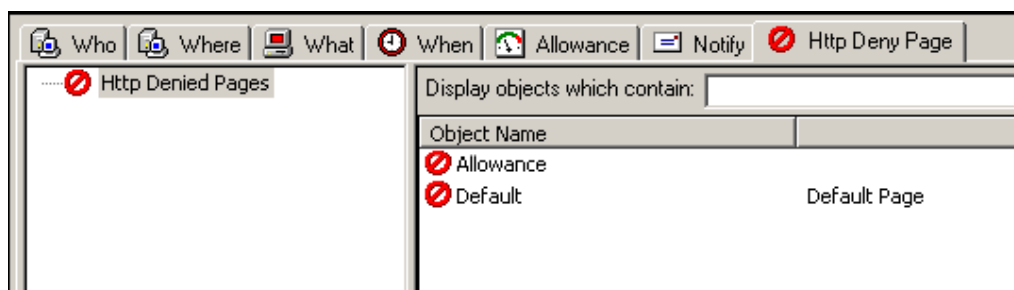 Who Where What When Allowance Notify Http Deny Page
Http Denied Pages
Display objects which contain:
Object Name
Allowance
Default Default Page